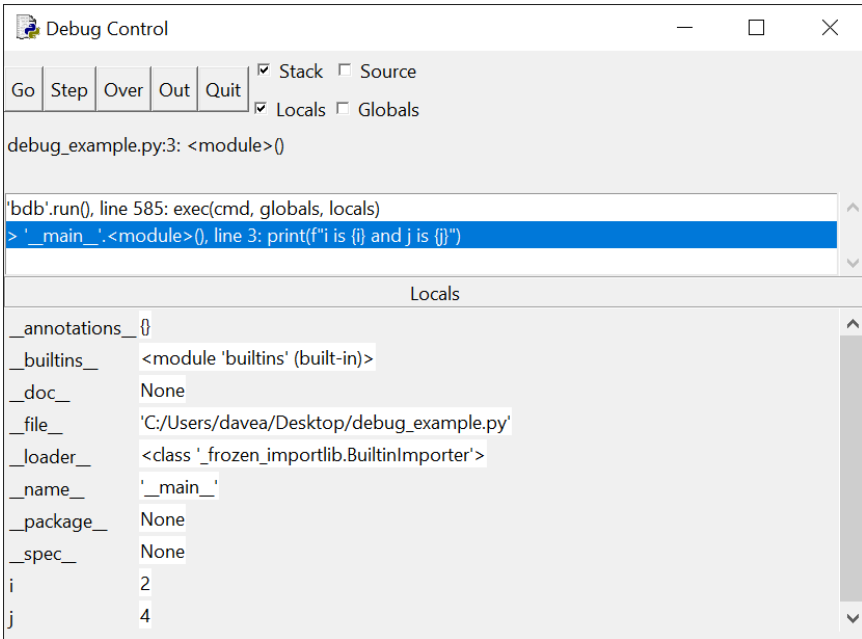 Debug Control
Go Step Over Out Quit Stack Source
Locals Globals
debug_example.py:3: <module>()
'bdb'.run(), line 585: exec(cmd, globals, locals)
> '__main__'.<module>(), line 3: print(f"i is {i} and j is {j}")
Locals
__annotations__ {}
__builtins__ <module 'builtins' (built-in)>
__doc__ None
__file__ 'C:/Users/davea/Desktop/debug_example.py'
__loader__ <class '_frozen_importlib.BuiltinImporter'>
__name__ '__main__'
__package__ None
__spec__ None
i 2
j 4